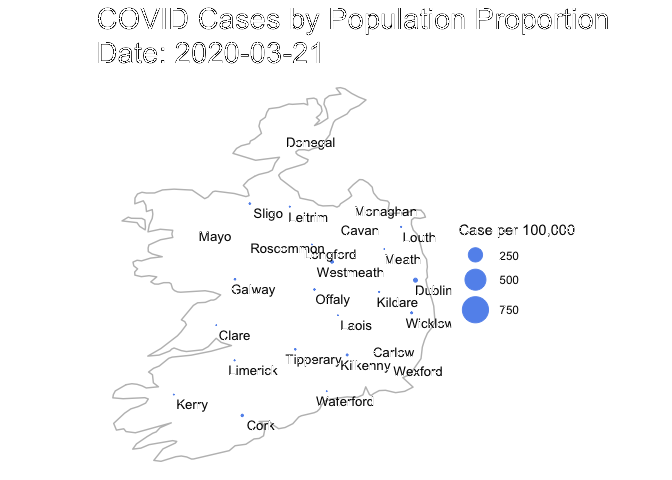 COVID Cases by Population Proportion
Date: 2020-03-21
Donegal
Sligo
Leitrim
Monaghan
Cavan
Louth
Mayo
Roscommon
Longford
Meath
Westmeath
Galway
Offaly
Kildare
Dublin
Laois
Wicklow
Clare
Tipperary
Kilkenny
Carlow
Wexford
Limerick
Waterford
Kerry
Cork
Case per 100,000
250
500
750